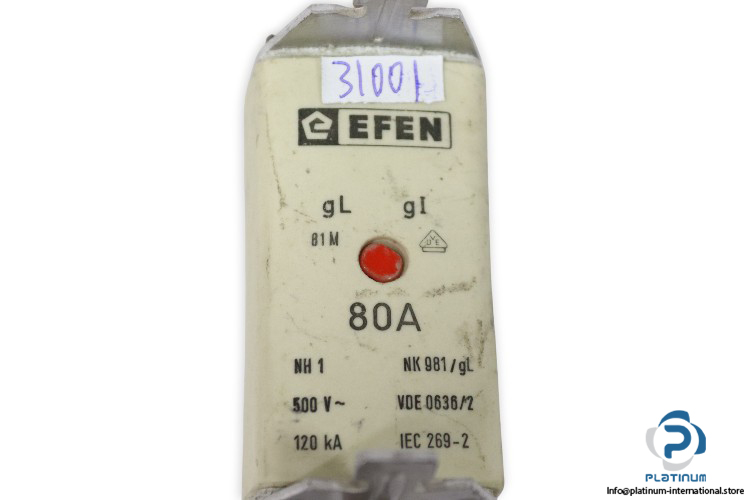 31001
EFEN
gL gI
81M VDE
80A
NH 1 NK 981/gL
500 V~ VDE 0636/2
120 kA IEC 269-2
PLATINUM
Info@platinum-international.store